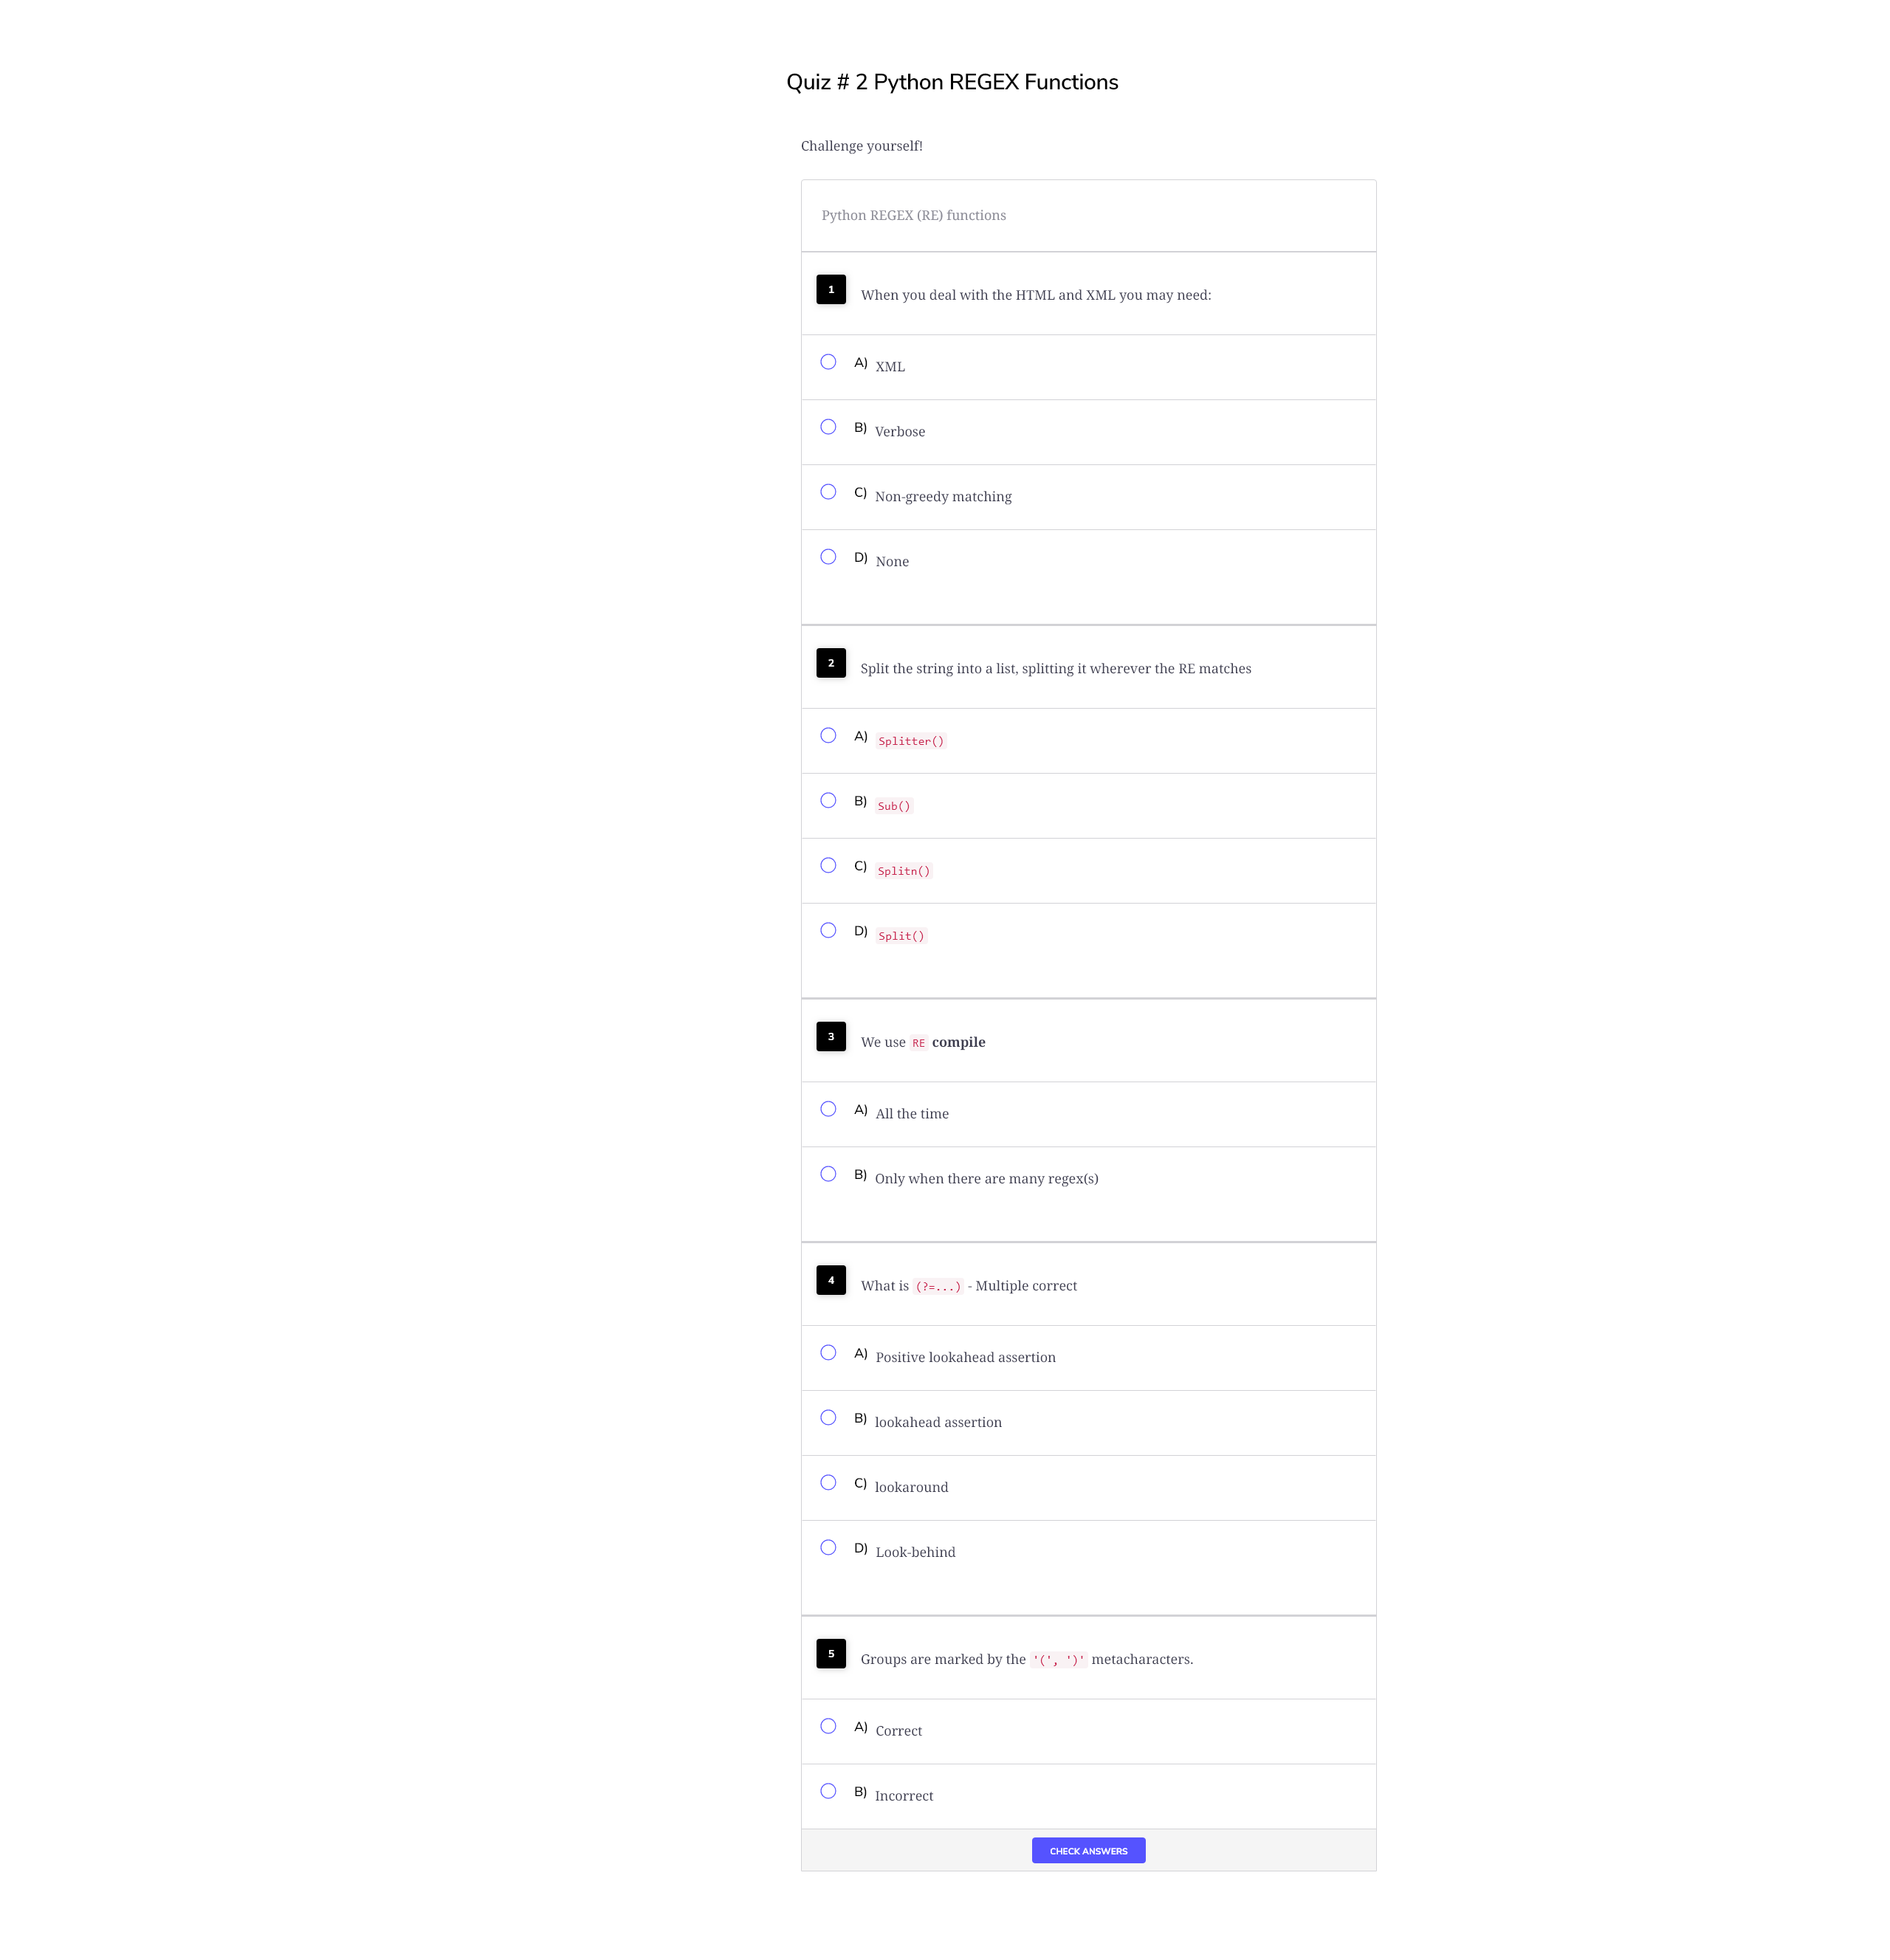 Quiz # 2 Python REGEX Functions
Challenge yourself!
Python REGEX (RE) functions
1 When you deal with the HTML and XML you may need:
A) XML
B) Verbose
C) Non-greedy matching
D) None
2 Split the string into a list, splitting it wherever the RE matches
A) Splitter()
B) Sub()
C) Splitn()
D) Split()
3 We use RE compile
A) All the time
B) Only when there are many regex(s)
4 What is (?=...) - Multiple correct
A) Positive lookahead assertion
B) lookahead assertion
C) lookaround
D) Look-behind
5 Groups are marked by the '(', ')' metacharacters.
A) Correct
B) Incorrect
CHECK ANSWERS